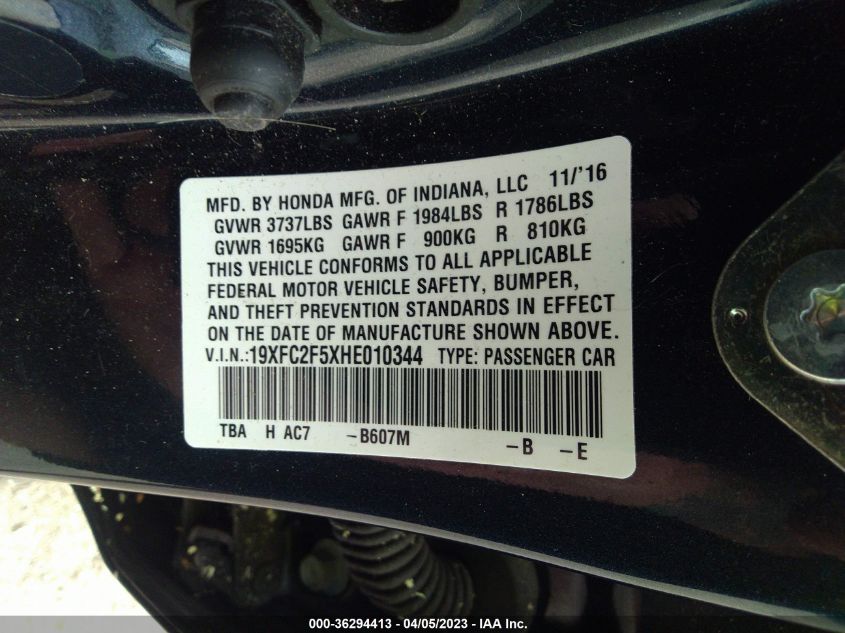 MFD. BY HONDA MFG. OF INDIANA, LLC 11/'16
GVWR 3737LBS GAWR F 1984LBS R 1786LBS
GVWR 1695KG GAWR F 900KG R 810KG
THIS VEHICLE CONFORMS TO ALL APPLICABLE
FEDERAL MOTOR VEHICLE SAFETY, BUMPER,
AND THEFT PREVENTION STANDARDS IN EFFECT
ON THE DATE OF MANUFACTURE SHOWN ABOVE.
V.I.N.:19XFC2F5XHE010344 TYPE: PASSENGER CAR
TBA H AC7 –B607M –B –E
000-36294413 - 04/05/2023 - IAA Inc.